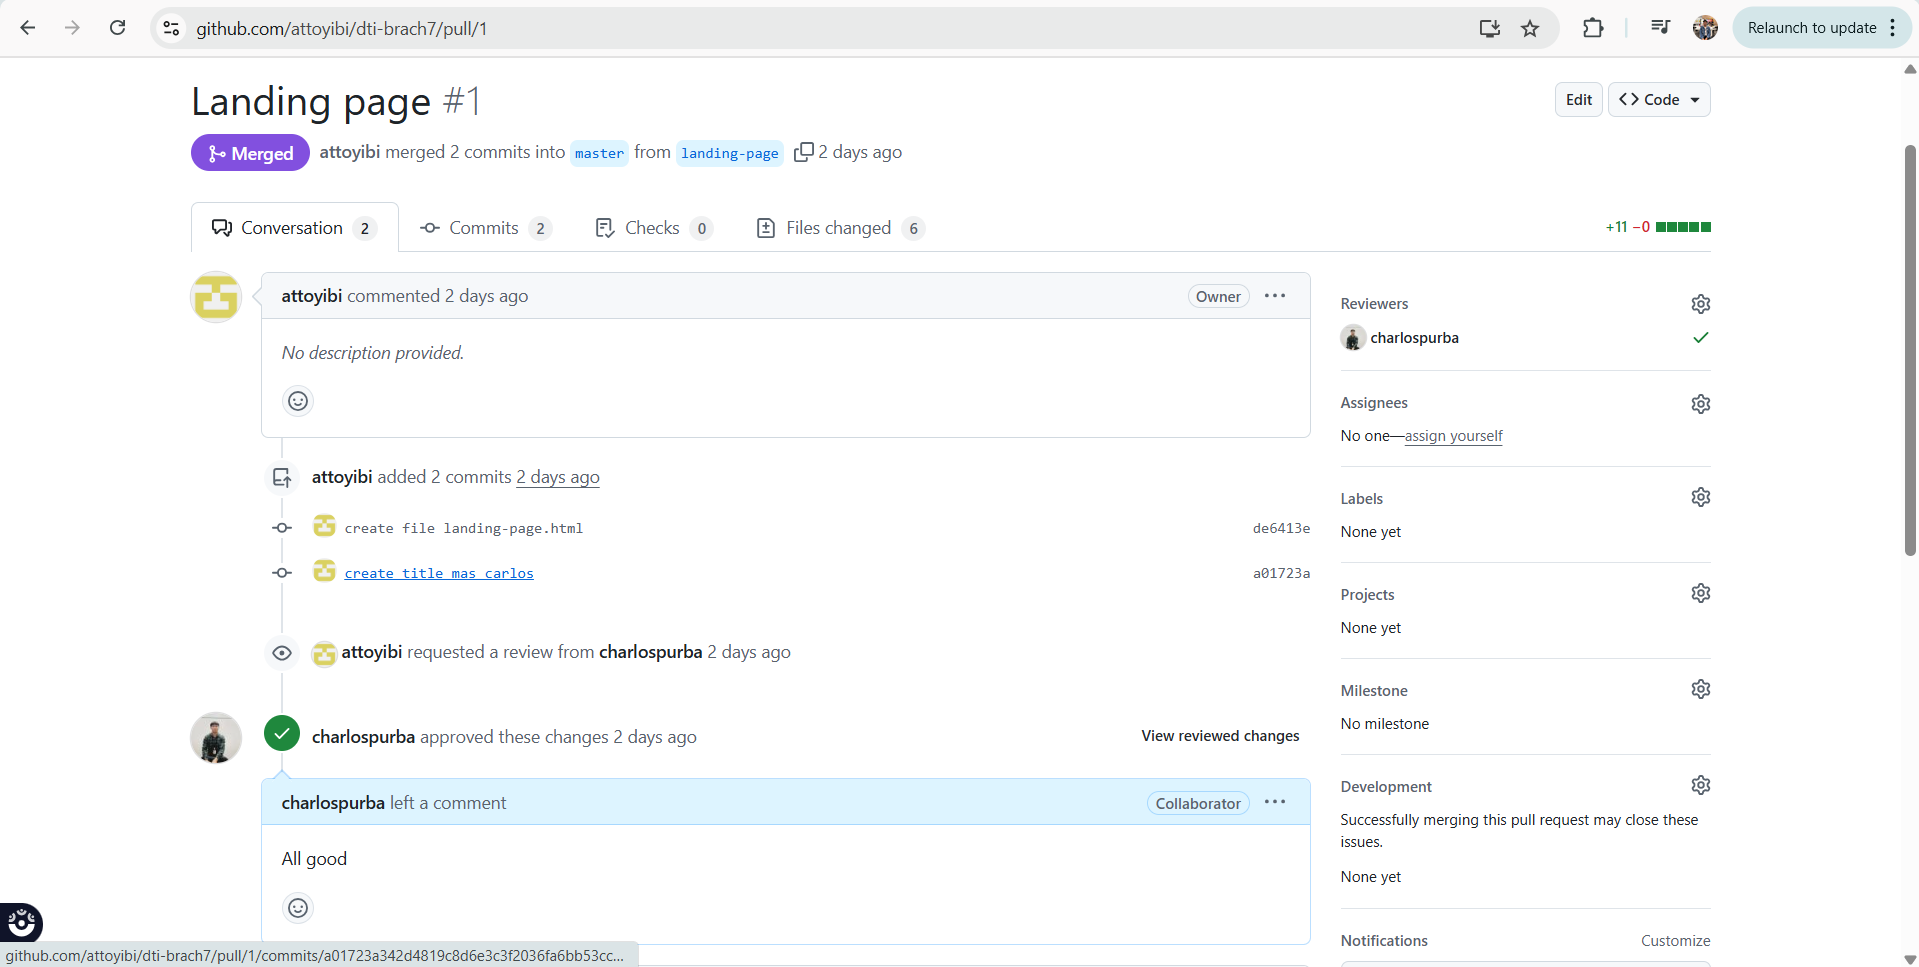 github.com/attoyibi/dti-brach7/pull/1
Relaunch to update
Landing page #1
Edit
Code
Merged
attoyibi merged 2 commits into master from landing-page 2 days ago
Conversation 2
Commits 2
Checks 0
Files changed 6
+11 −0
attoyibi commented 2 days ago
Owner
No description provided.
attoyibi added 2 commits 2 days ago
create file landing-page.html
de6413e
create title mas carlos
a01723a
attoyibi requested a review from charlospurba 2 days ago
charlospurba approved these changes 2 days ago
View reviewed changes
charlospurba left a comment
Collaborator
All good
Reviewers
charlospurba
Assignees
No one—assign yourself
Labels
None yet
Projects
None yet
Milestone
No milestone
Development
Successfully merging this pull request may close these
issues.
None yet
Notifications
Customize
github.com/attoyibi/dti-brach7/pull/1/commits/a01723a342d4819c8d6e3c3f2036fa6bb53cc...